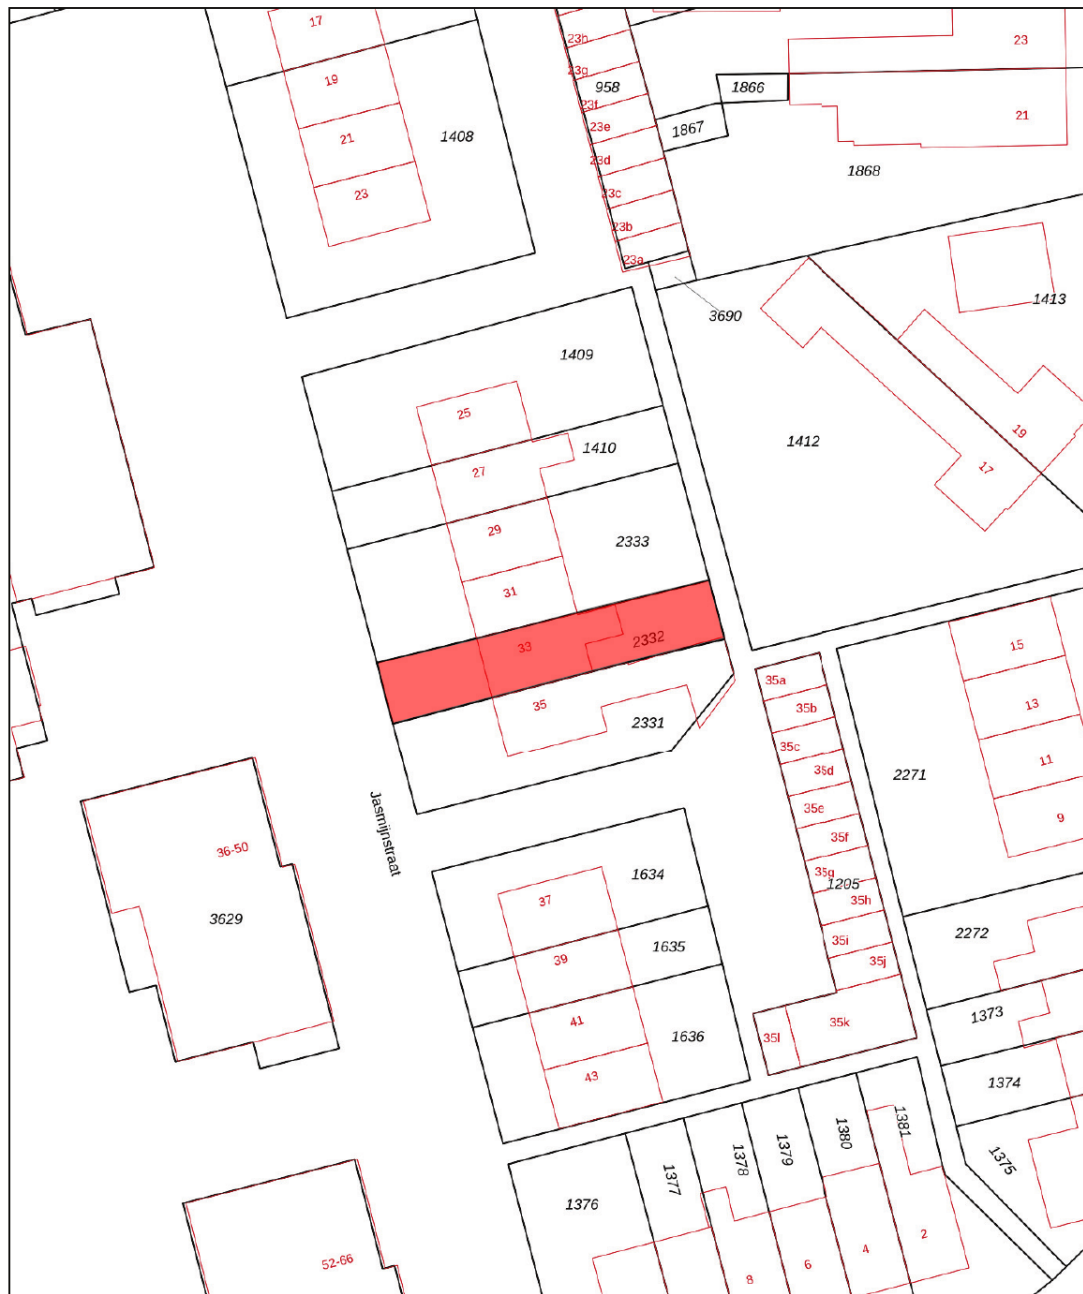 17
23h
23
19
23g
958
1866
23f
21
23e
1867
21
1408
23d
1868
23
23c
23b
23a
1413
3690
1409
25
19
1412
1410
27
17
29
2333
31
33
2332
15
35a
35
35b
13
2331
35c
11
35d
2271
Jasmijnstraat
35e
9
35f
36-50
35g
1634
1205
37
35h
3629
2272
35i
1635
39
35j
1373
41
35k
35l
1636
43
1374
1381
1380
1379
1378
1375
1377
1376
2
4
52-66
6
8